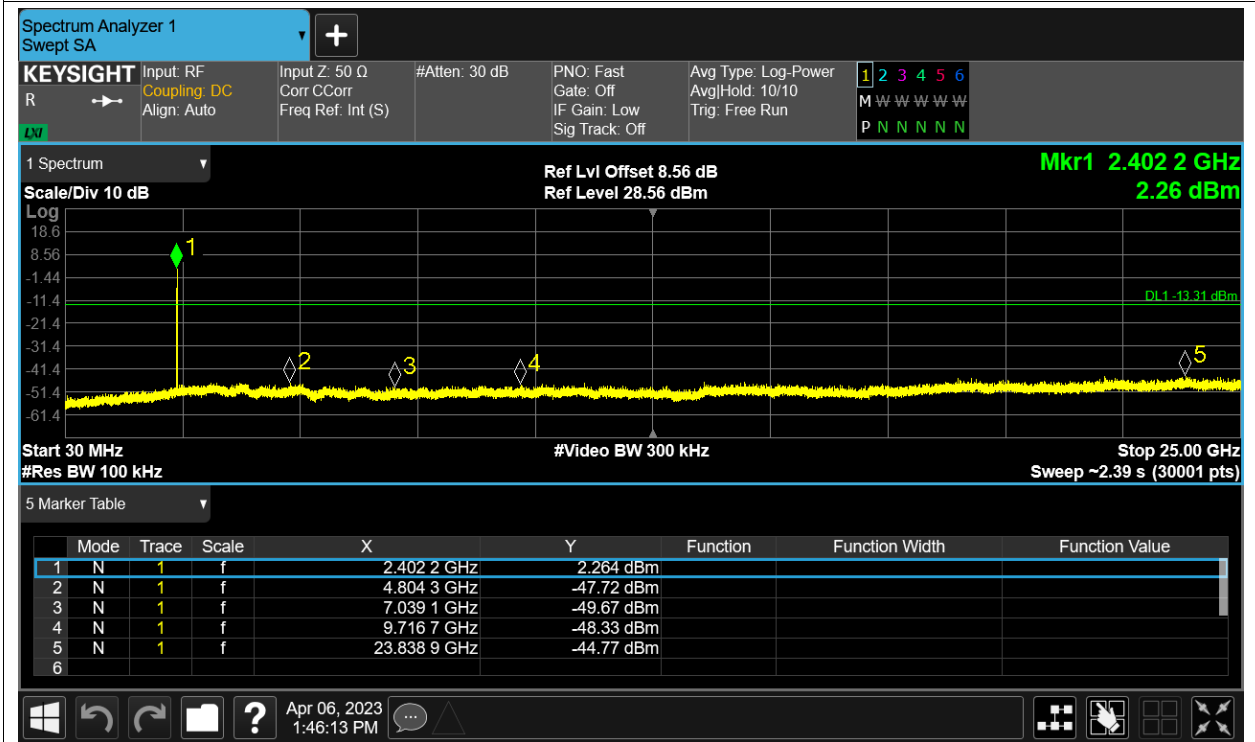 Spectrum Analyzer 1
Swept SA
KEYSIGHT Input: RF Input Z: 50 Ω #Atten: 30 dB PNO: Fast Avg Type: Log-Power 1 2 3 4 5 6
R Coupling: DC Corr CCorr Gate: Off Avg|Hold: 10/10 M W W W W W
Align: Auto Freq Ref: Int (S) IF Gain: Low Trig: Free Run
LXI Sig Track: Off P N N N N N
1 Spectrum Ref Lvl Offset 8.56 dB Mkr1 2.402 2 GHz
Scale/Div 10 dB Ref Level 28.56 dBm 2.26 dBm
Log
18.6
8.56 1
-1.44
-11.4 DL1 -13.31 dBm
-21.4
-31.4
-41.4 2 3 4 5
-51.4
-61.4
Start 30 MHz #Video BW 300 kHz Stop 25.00 GHz
#Res BW 100 kHz Sweep ~2.39 s (30001 pts)
5 Marker Table
Mode Trace Scale X Y Function Function Width Function Value
1 N 1 f 2.402 2 GHz 2.264 dBm
2 N 1 f 4.804 3 GHz -47.72 dBm
3 N 1 f 7.039 1 GHz -49.67 dBm
4 N 1 f 9.716 7 GHz -48.33 dBm
5 N 1 f 23.838 9 GHz -44.77 dBm
6
? Apr 06, 2023
1:46:13 PM